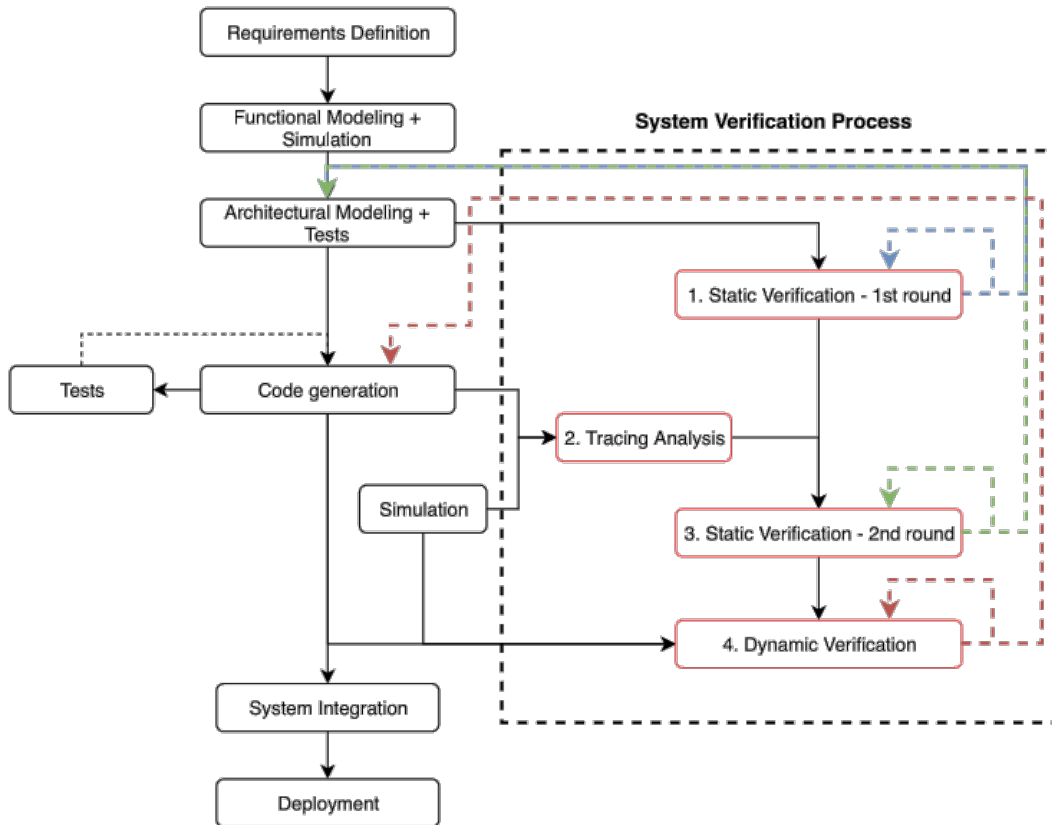 Requirements Definition
Functional Modeling +
Simulation
System Verification Process
Architectural Modeling +
Tests
1. Static Verification - 1st round
Tests
Code generation
2. Tracing Analysis
Simulation
3. Static Verification - 2nd round
4. Dynamic Verification
System Integration
Deployment